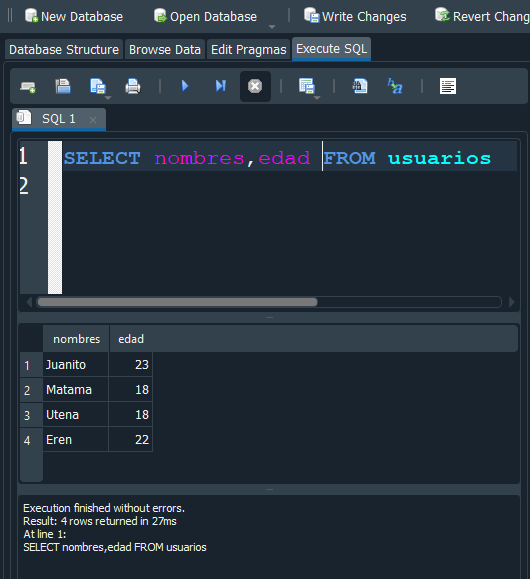 New Database Open Database Write Changes Revert Chang
Database Structure Browse Data Edit Pragmas Execute SQL
SQL 1
1 SELECT nombres,edad FROM usuarios
2
nombres edad
1 Juanito 23
2 Matama 18
3 Utena 18
4 Eren 22
Execution finished without errors.
Result: 4 rows returned in 27ms
At line 1:
SELECT nombres,edad FROM usuarios